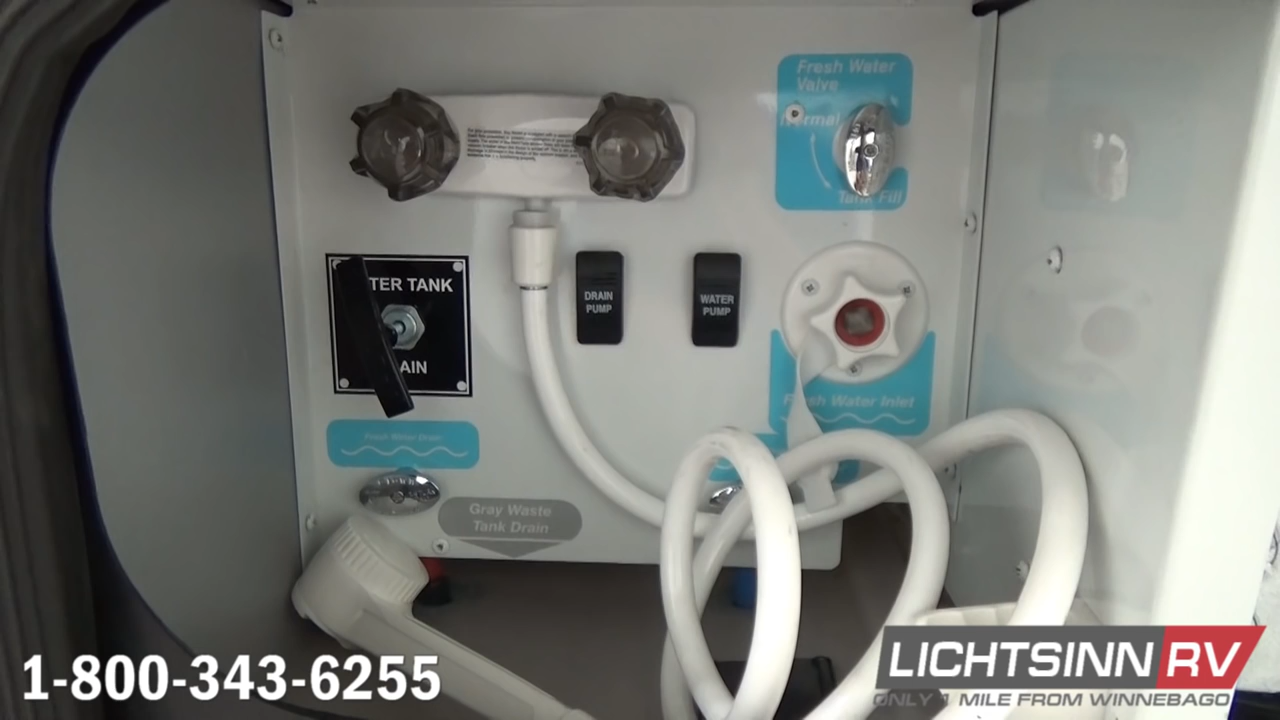 Fresh Water
Valve
Normal
Tank Fill
TER TANK
AIN
DRAIN
PUMP
WATER
PUMP
Fresh Water Inlet
Fresh Water Drain
Gray Waste
Tank Drain
1-800-343-6255
LICHTSINN RV
ONLY 1 MILE FROM WINNEBAGO